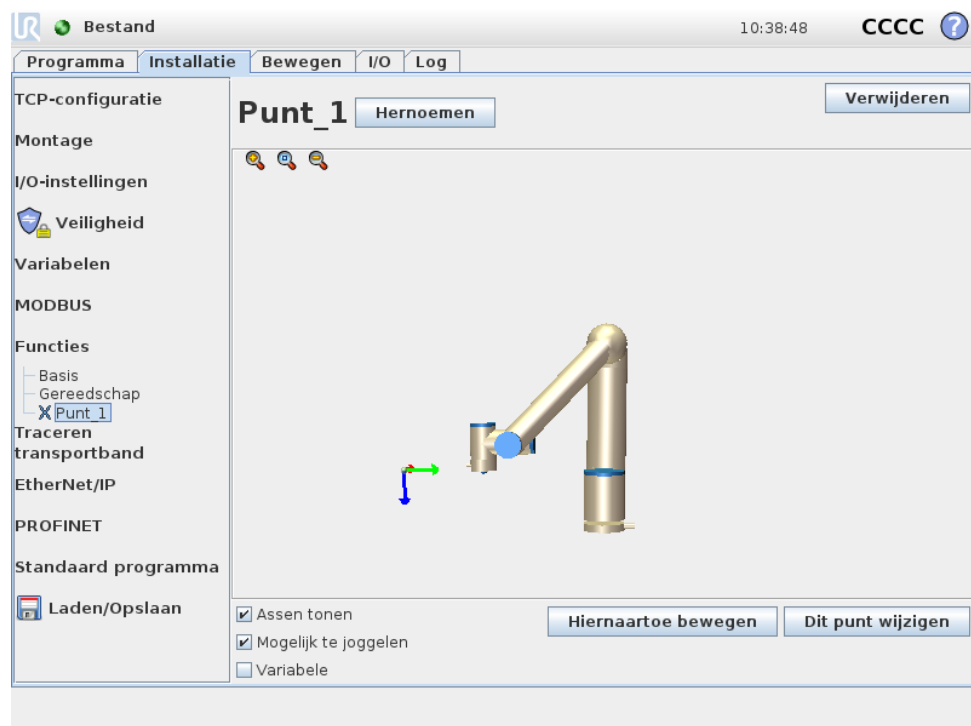 UR Bestand 10:38:48 CCCC ?
Programma Installatie Bewegen I/O Log
TCP-configuratie
Montage
I/O-instellingen
Veiligheid
Variabelen
MODBUS
Functies
Basis
Gereedschap
Punt_1
Traceren
transportband
EtherNet/IP
PROFINET
Standaard programma
Laden/Opslaan
Punt_1 Hernoemen Verwijderen
Assen tonen
Mogelijk te joggelen
Variabele
Hiernaartoe bewegen Dit punt wijzigen